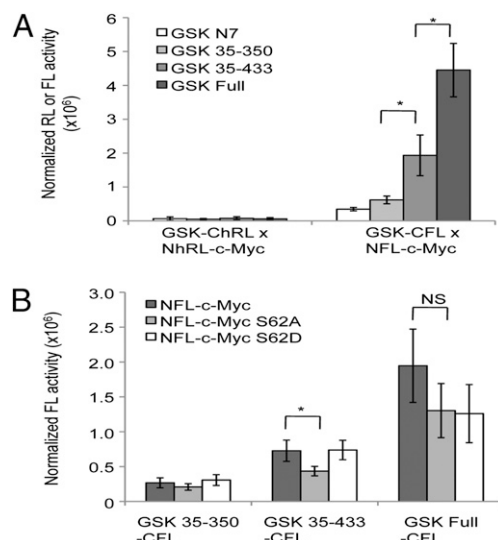 A
Normalized RL or FL activity
(x10⁶)
6
5
4
3
2
1
0
GSK N7
GSK 35-350
GSK 35-433
GSK Full
*
*
GSK-ChRL x
NhRL-c-Myc
GSK-CFL x
NFL-c-Myc
B
Normalized FL activity (x10⁶)
3.0
2.5
2.0
1.5
1.0
0.5
0
NFL-c-Myc
NFL-c-Myc S62A
NFL-c-Myc S62D
*
NS
GSK 35-350
-CFL
GSK 35-433
-CFL
GSK Full
-CFL